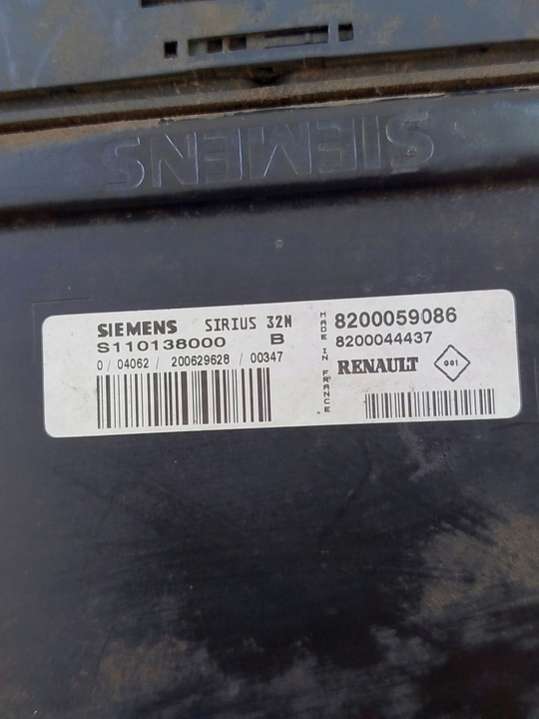 SIEMENS
SIEMENS SIRIUS 32N
S110138000 B
0 / 04062 / 200629628 / 00347
MADE IN FRANCE
8200059086
8200044437
RENAULT